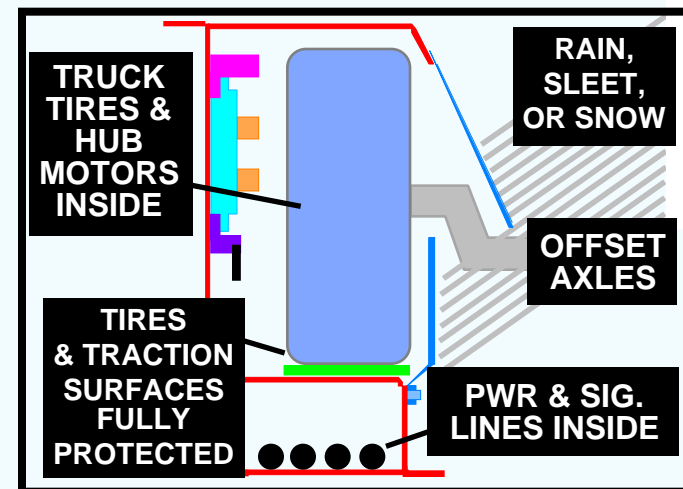 TRUCK
TIRES &
HUB
MOTORS
INSIDE
RAIN,
SLEET,
OR SNOW
OFFSET
AXLES
TIRES
& TRACTION
SURFACES
FULLY
PROTECTED
PWR & SIG.
LINES INSIDE